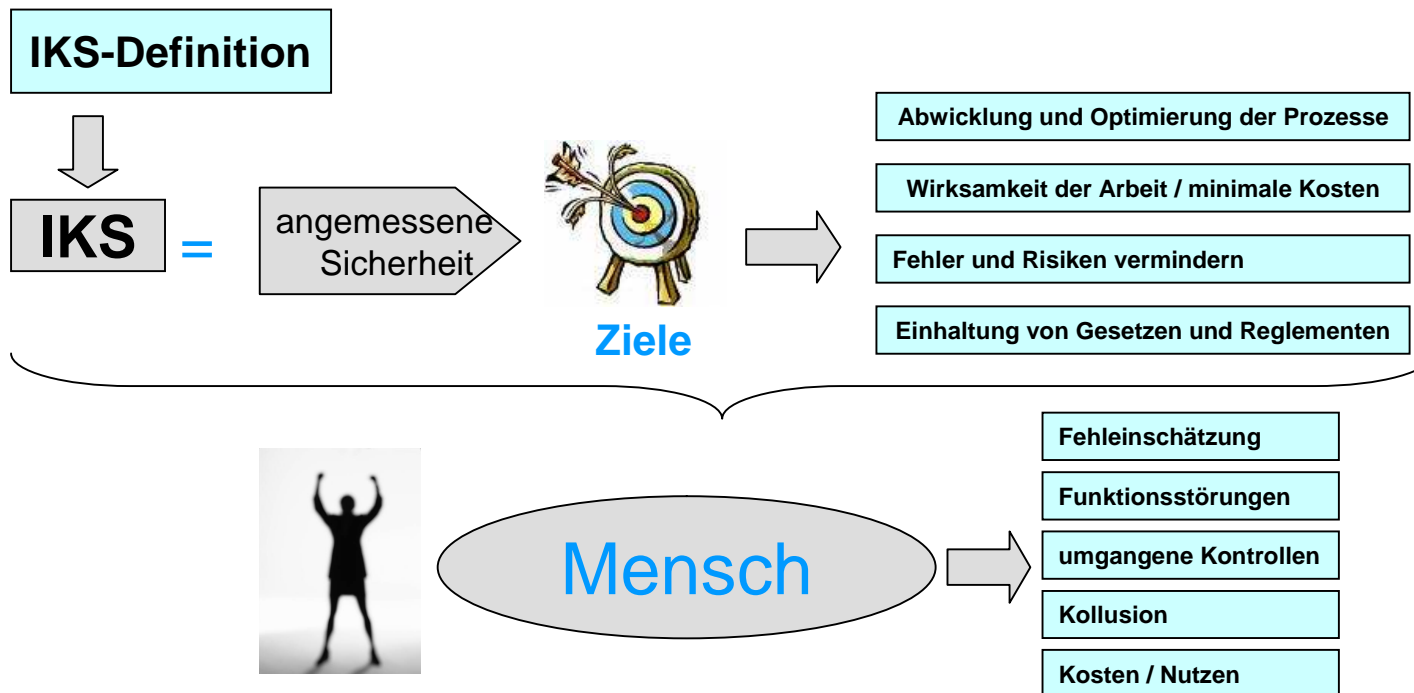 IKS-Definition
IKS
=
angemessene
Sicherheit
Ziele
Abwicklung und Optimierung der Prozesse
Wirksamkeit der Arbeit / minimale Kosten
Fehler und Risiken vermindern
Einhaltung von Gesetzen und Reglementen
Mensch
Fehleinschätzung
Funktionsstörungen
umgangene Kontrollen
Kollusion
Kosten / Nutzen